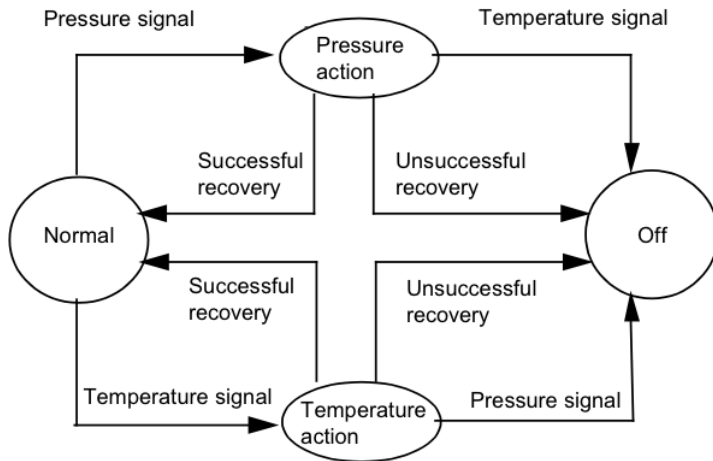 Pressure signal
Pressure
action
Temperature signal
Successful
recovery
Unsuccessful
recovery
Normal
Off
Successful
recovery
Unsuccessful
recovery
Temperature signal
Temperature
action
Pressure signal